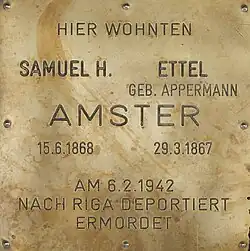 HIER WOHNTEN
SAMUEL H. ETTEL
GEB. APPERMANN
AMSTER
15.6.1868 29.3.1867
AM 6.2.1942
NACH RIGA DEPORTIERT
ERMORDET